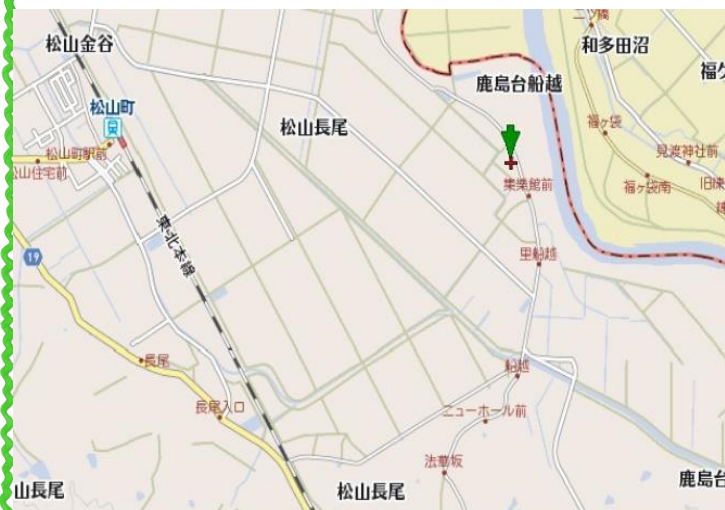 松山金谷
二ツ橋
和多田沼
福ケ
鹿島台船越
松山町
松山長尾
福ヶ袋
松山町駅前
見渡神社前
山住宅前
集業館前
福ヶ袋南
東北本線
里船越
19
長尾
船越
長尾入口
ニューホール前
法華坂
鹿島台
山長尾
松山長尾